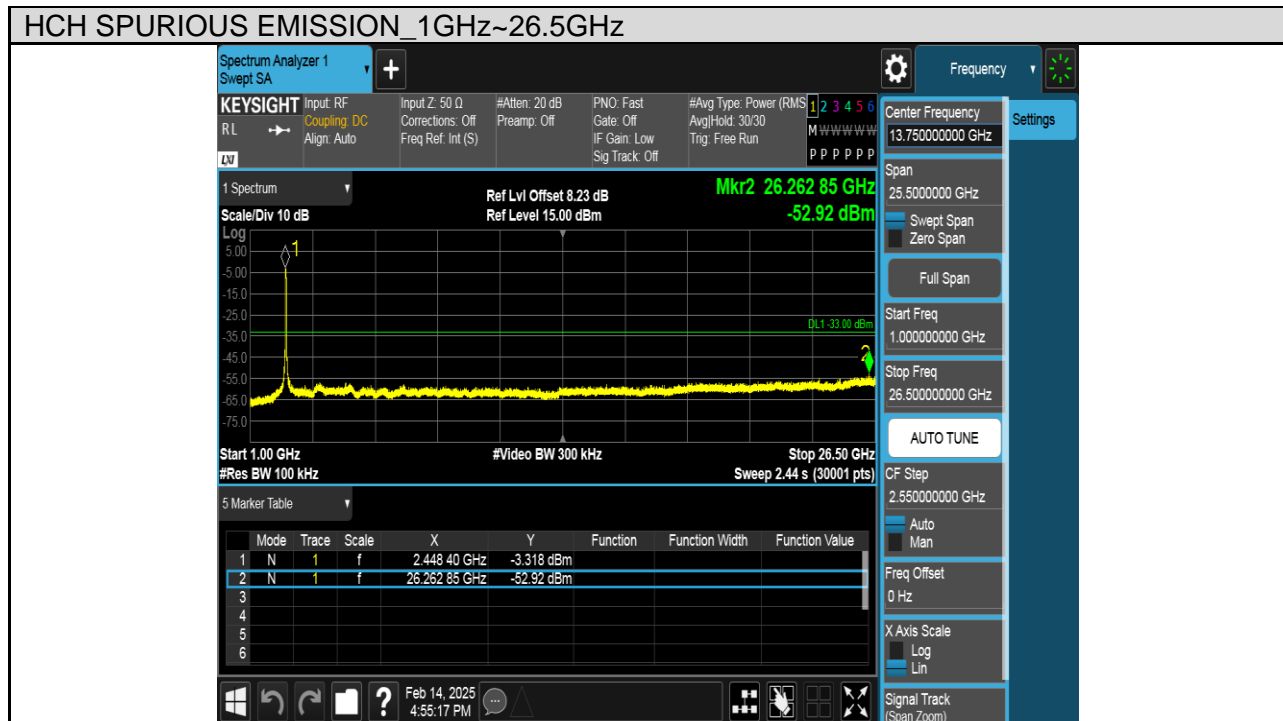 HCH SPURIOUS EMISSION_1GHz~26.5GHz
Spectrum Analyzer 1
Swept SA
+
Frequency
KEYSIGHT
RL
LXI
Input: RF
Coupling: DC
Align: Auto
Input Z: 50 Ω
Corrections: Off
Freq Ref: Int (S)
#Atten: 20 dB
Preamp: Off
PNO: Fast
Gate: Off
IF Gain: Low
Sig Track: Off
#Avg Type: Power (RMS
Avg|Hold: 30/30
Trig: Free Run
1 2 3 4 5 6
M W W W W W
P P P P P P
Center Frequency
13.750000000 GHz
Settings
Span
25.5000000 GHz
Swept Span
Zero Span
Full Span
Start Freq
1.000000000 GHz
Stop Freq
26.500000000 GHz
AUTO TUNE
CF Step
2.550000000 GHz
Auto
Man
Freq Offset
0 Hz
X Axis Scale
Log
Lin
Signal Track
(Span Zoom)
1 Spectrum
Scale/Div 10 dB
Ref Lvl Offset 8.23 dB
Ref Level 15.00 dBm
Mkr2 26.262 85 GHz
-52.92 dBm
Log
5.00
-5.00
-15.0
-25.0
-35.0
-45.0
-55.0
-65.0
-75.0
1
DL1 -33.00 dBm
2
Start 1.00 GHz
#Video BW 300 kHz
Stop 26.50 GHz
#Res BW 100 kHz
Sweep 2.44 s (30001 pts)
5 Marker Table
Mode Trace Scale X Y Function Function Width Function Value
1 N 1 f 2.448 40 GHz -3.318 dBm
2 N 1 f 26.262 85 GHz -52.92 dBm
3
4
5
6
?
Feb 14, 2025
4:55:17 PM